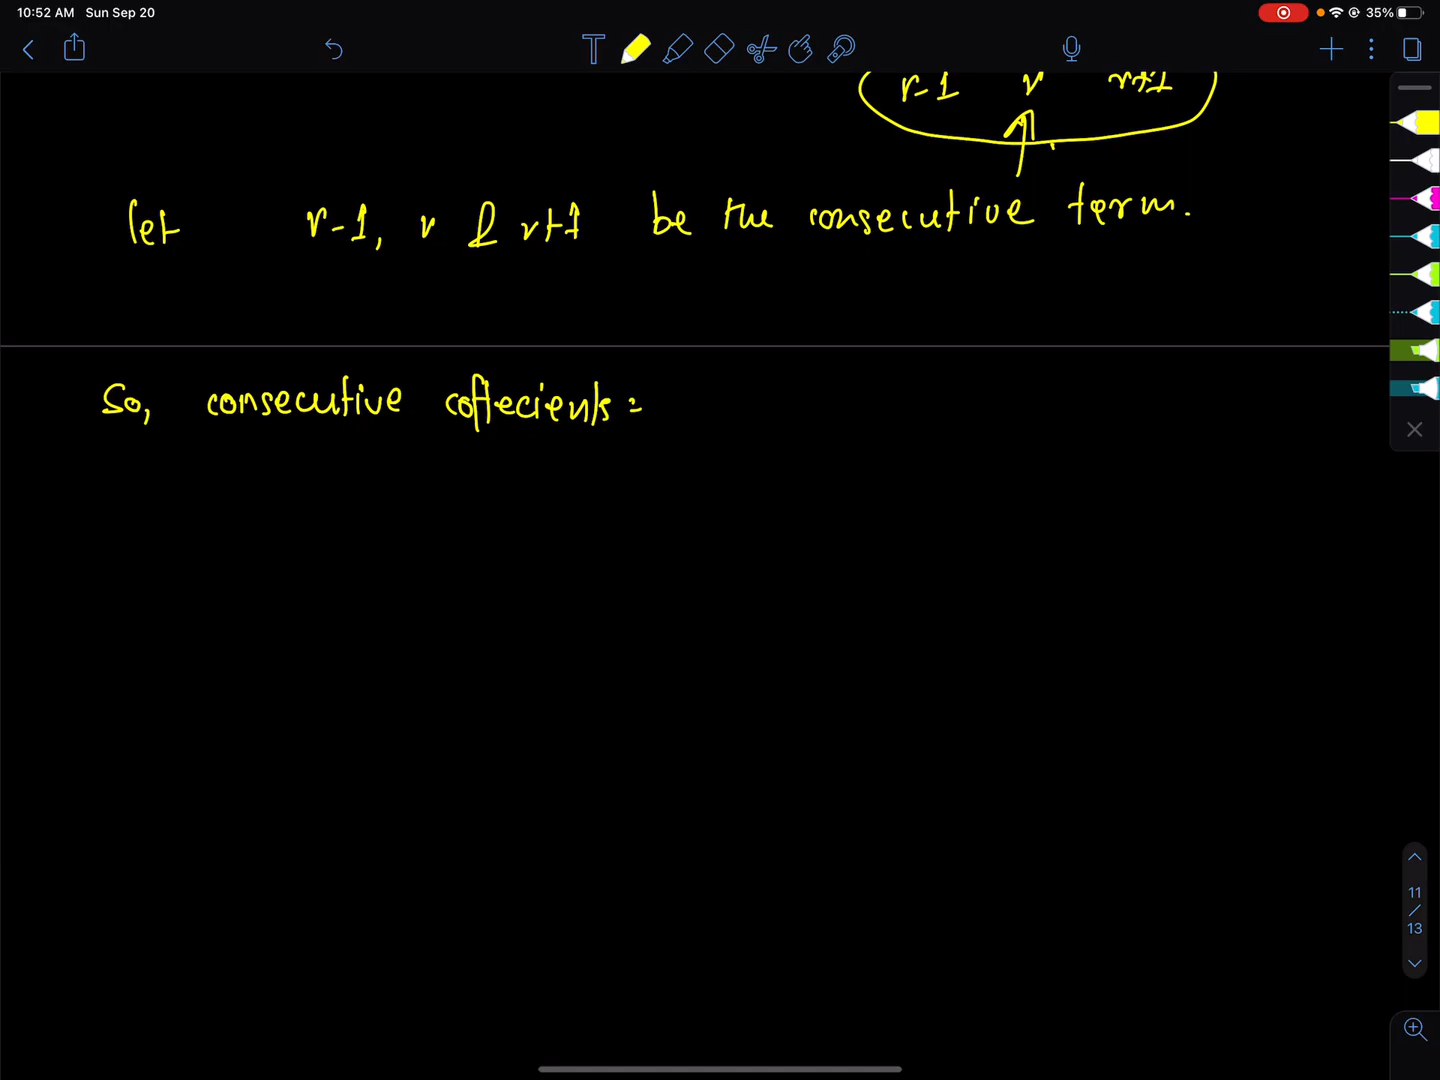 10:52 AM Sun Sep 20
35%
r-1 r r+1
let r-1, r & r+1 be the consecutive term.
So, consecutive coffecients =
11
/
13